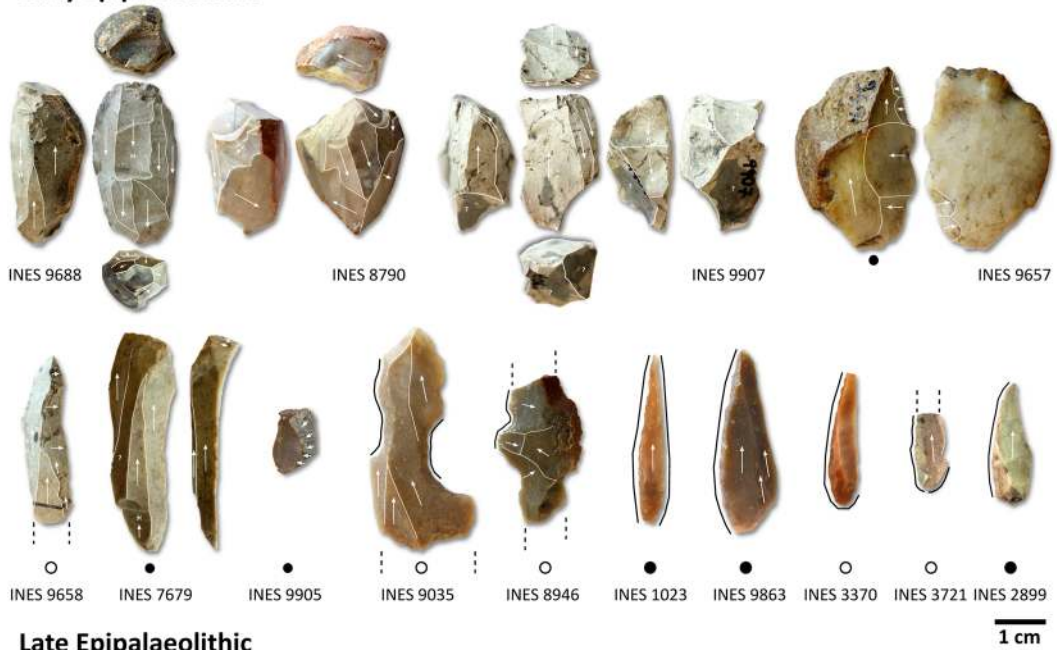 INES 9688 INES 8790 INES 9907 INES 9657
9907
INES 9658 INES 7679 INES 9905 INES 9035 INES 8946 INES 1023 INES 9863 INES 3370 INES 3721 INES 2899
1 cm
Late Epipalaeolithic